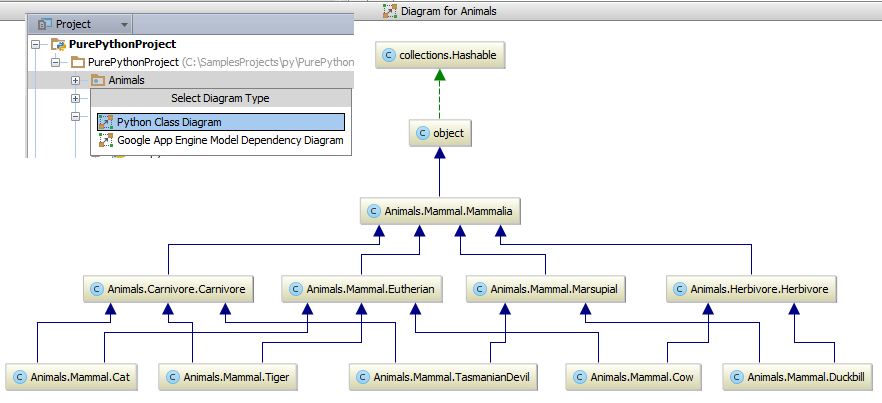 Project
PurePythonProject
PurePythonProject (C:\SamplesProjects\py\PurePython
Animals
Select Diagram Type
Python Class Diagram
Google App Engine Model Dependency Diagram
Diagram for Animals
C collections.Hashable
C object
C Animals.Mammal.Mammalia
C Animals.Carnivore.Carnivore
C Animals.Mammal.Eutherian
C Animals.Mammal.Marsupial
C Animals.Herbivore.Herbivore
C Animals.Mammal.Cat
C Animals.Mammal.Tiger
C Animals.Mammal.TasmanianDevil
C Animals.Mammal.Cow
C Animals.Mammal.Duckbill